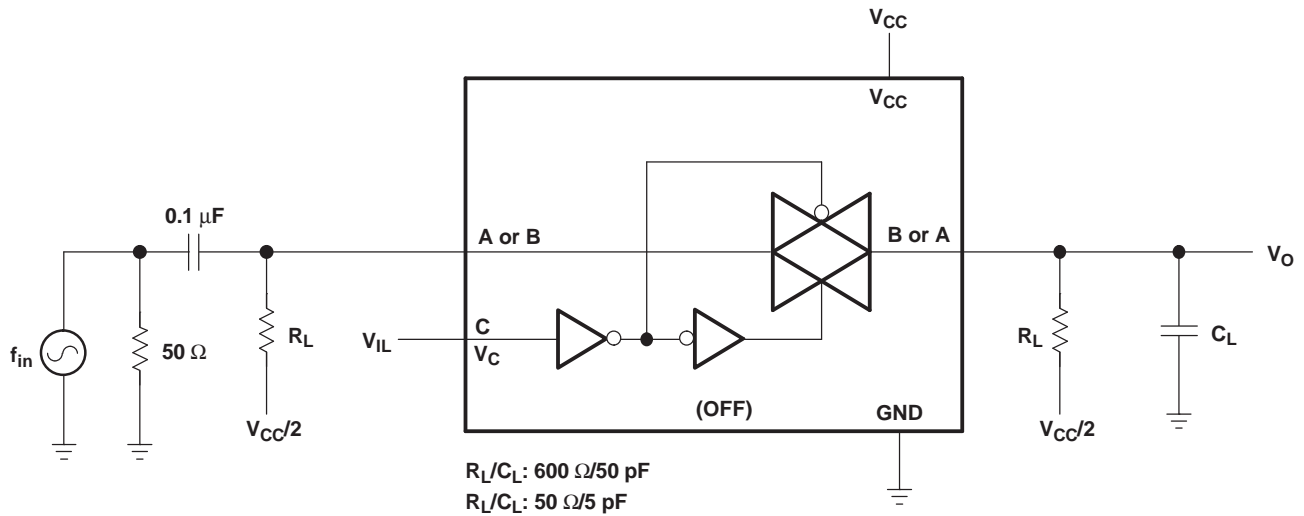 VCC
VCC
0.1 μF
A or B
B or A
VO
fin
50 Ω
RL
VCC/2
VIL
C
VC
(OFF)
GND
RL
VCC/2
CL
RL/CL: 600 Ω/50 pF
RL/CL: 50 Ω/5 pF